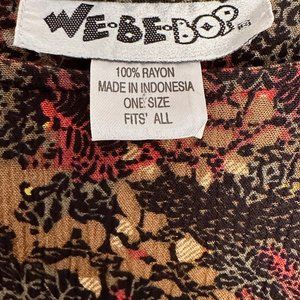 WE•BE•BOP
100% RAYON
MADE IN INDONESIA
ONE SIZE
FITS' ALL